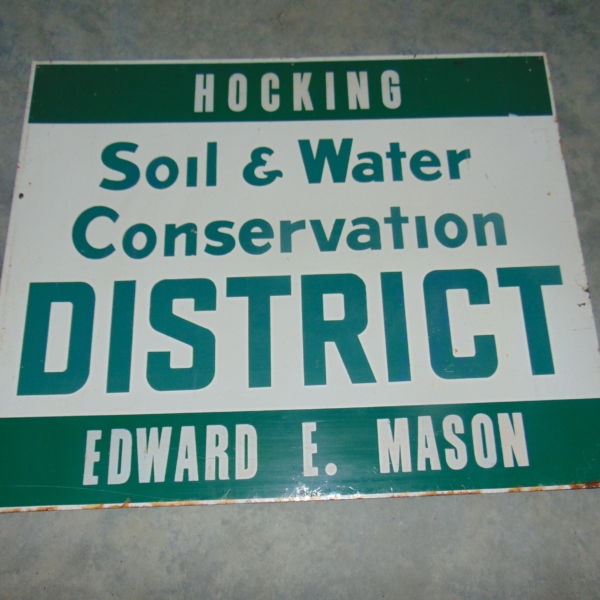 HOCKING
Soil & Water
Conservation
DISTRICT
EDWARD E. MASON